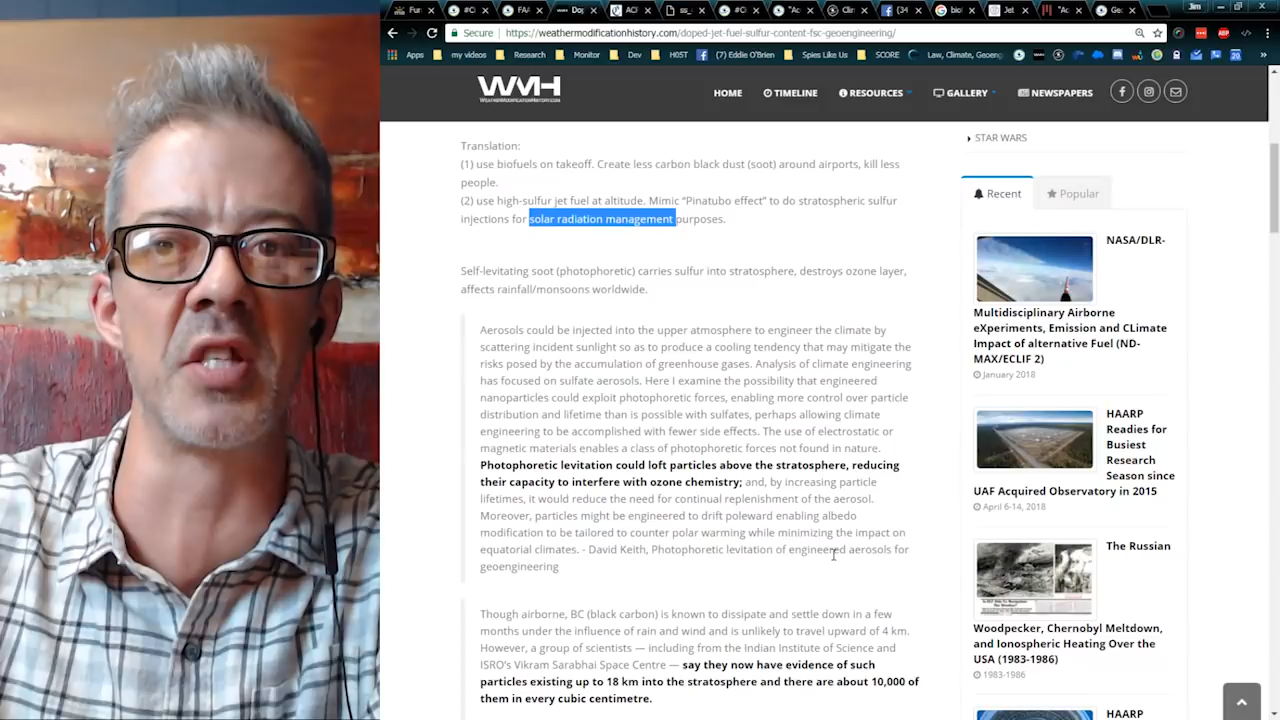 Fur
#C
FAA
Dop
ACF
ss_
#Ci
"Ac
Clim
(34
biof
Jet
"Ac
Ge
Jim
Secure
https://weathermodificationhistory.com/doped-jet-fuel-sulfur-content-fsc-geoengineering/
Apps
my videos
Research
Monitor
Dev
H0ST
(7) Eddie O'Brien
Spies Like Us
SCORE
Law, Climate, Geoeng
20
WMH
WEATHERMODIFICATIONHISTORY.COM
HOME
TIMELINE
RESOURCES
GALLERY
NEWSPAPERS
Translation:
(1) use biofuels on takeoff. Create less carbon black dust (soot) around airports, kill less
people.
(2) use high-sulfur jet fuel at altitude. Mimic “Pinatubo effect” to do stratospheric sulfur
injections for solar radiation management purposes.
Self-levitating soot (photophoretic) carries sulfur into stratosphere, destroys ozone layer,
affects rainfall/monsoons worldwide.
Aerosols could be injected into the upper atmosphere to engineer the climate by
scattering incident sunlight so as to produce a cooling tendency that may mitigate the
risks posed by the accumulation of greenhouse gases. Analysis of climate engineering
has focused on sulfate aerosols. Here I examine the possibility that engineered
nanoparticles could exploit photophoretic forces, enabling more control over particle
distribution and lifetime than is possible with sulfates, perhaps allowing climate
engineering to be accomplished with fewer side effects. The use of electrostatic or
magnetic materials enables a class of photophoretic forces not found in nature.
Photophoretic levitation could loft particles above the stratosphere, reducing
their capacity to interfere with ozone chemistry; and, by increasing particle
lifetimes, it would reduce the need for continual replenishment of the aerosol.
Moreover, particles might be engineered to drift poleward enabling albedo
modification to be tailored to counter polar warming while minimizing the impact on
equatorial climates. - David Keith, Photophoretic levitation of engineered aerosols for
geoengineering
Though airborne, BC (black carbon) is known to dissipate and settle down in a few
months under the influence of rain and wind and is unlikely to travel upward of 4 km.
However, a group of scientists — including from the Indian Institute of Science and
ISRO’s Vikram Sarabhai Space Centre — say they now have evidence of such
particles existing up to 18 km into the stratosphere and there are about 10,000 of
them in every cubic centimetre.
STAR WARS
Recent
Popular
NASA/DLR-
Multidisciplinary Airborne
eXperiments, Emission and CLimate
Impact of alternative Fuel (ND-
MAX/ECLIF 2)
January 2018
HAARP
Readies for
Busiest
Research
Season since
UAF Acquired Observatory in 2015
April 6-14, 2018
The Russian
Woodpecker, Chernobyl Meltdown,
and Ionospheric Heating Over the
USA (1983-1986)
1983-1986
HAARP